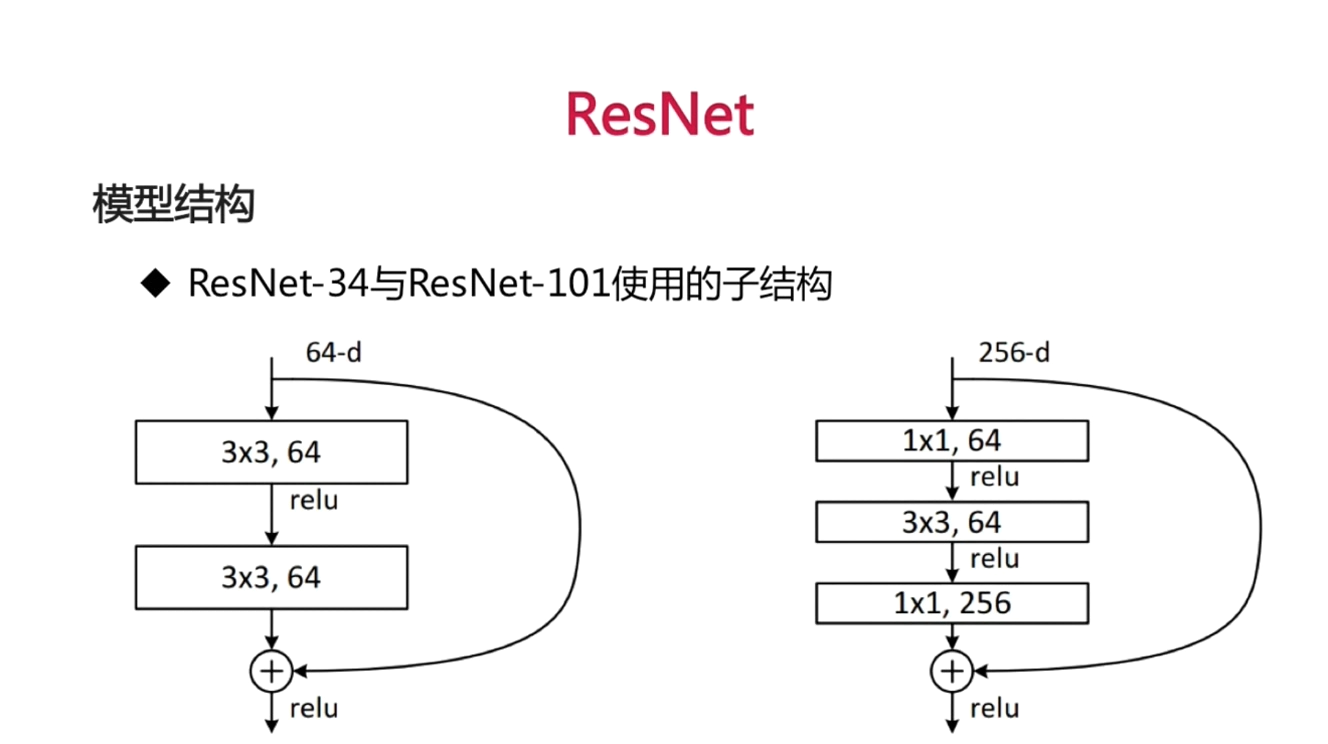 ResNet
模型结构
◆ ResNet-34与ResNet-101使用的子结构
64-d
3x3, 64
relu
3x3, 64
relu
256-d
1x1, 64
relu
3x3, 64
relu
1x1, 256
relu